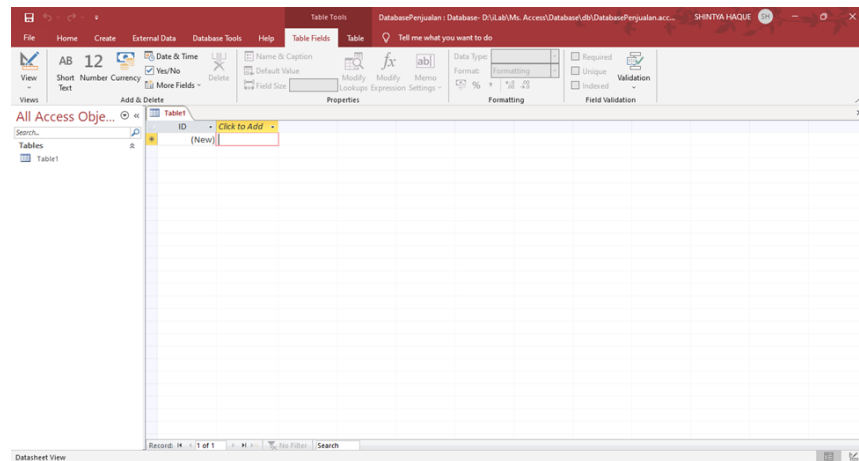 Table Tools
DatabasePenjualan : Database- D:\iLab\Ms. Access\Database\db\DatabasePenjualan.acc...
SHINTYA HAQUE
SH
File Home Create External Data Database Tools Help Table Fields Table Tell me what you want to do
View
AB
Short Text
12
Number
Currency
Date & Time
Yes/No
More Fields
Delete
Name & Caption
Default Value
Field Size
Modify Lookups
fx
Modify Expression
ab
Memo Settings
Data Type:
Format: Formatting
% ,
Required
Unique
Indexed
Validation
Views Add & Delete Properties Formatting Field Validation
All Access Obje...
Search..
Tables
Table1
Table1
ID Click to Add
(New)
Record: 1 of 1 No Filter Search
Datasheet View